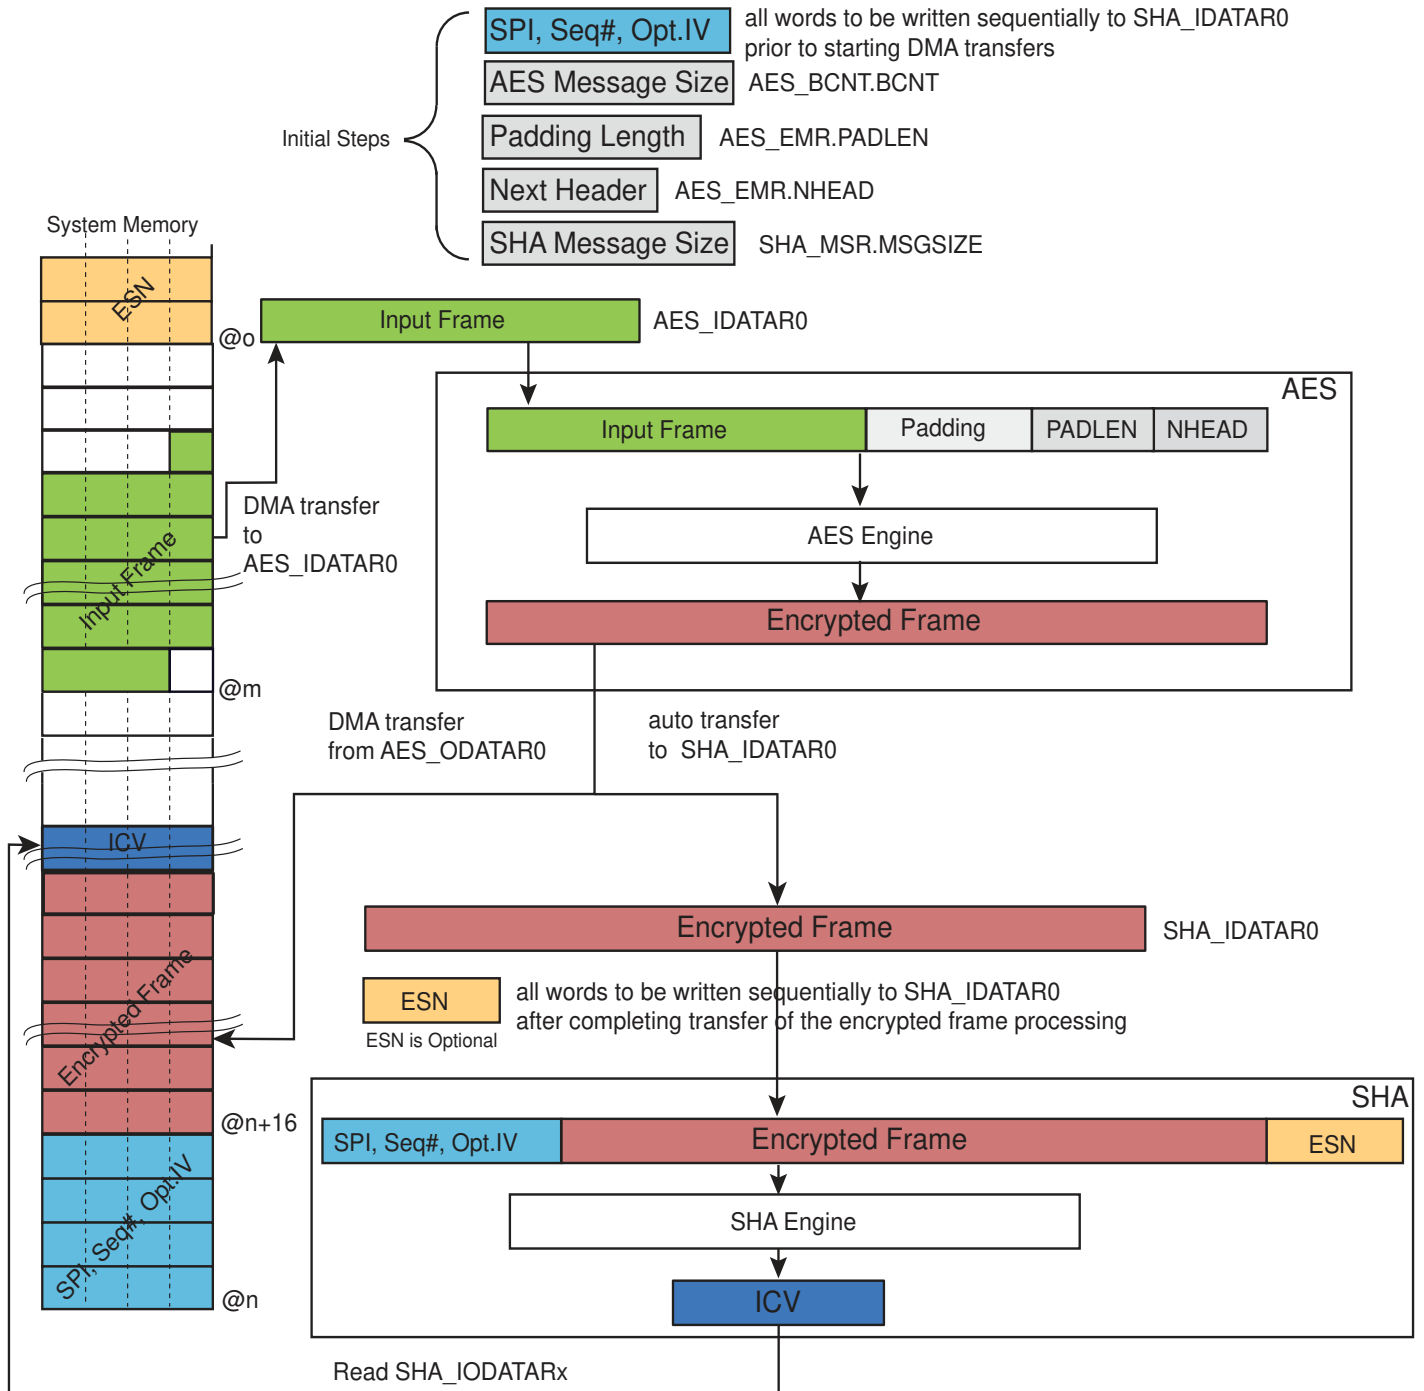 SPI, Seq#, Opt.IV
all words to be written sequentially to SHA_IDATAR0
prior to starting DMA transfers
AES Message Size
AES_BCNT.BCNT
Initial Steps
Padding Length
AES_EMR.PADLEN
Next Header
AES_EMR.NHEAD
SHA Message Size
SHA_MSR.MSGSIZE
System Memory
ESN
@o
Input Frame
AES_IDATAR0
AES
Input Frame
Padding
PADLEN
NHEAD
DMA transfer
to
AES_IDATAR0
AES Engine
Input Frame
Encrypted Frame
@m
DMA transfer
from AES_ODATAR0
auto transfer
to SHA_IDATAR0
ICV
Encrypted Frame
SHA_IDATAR0
Encrypted Frame
ESN
all words to be written sequentially to SHA_IDATAR0
after completing transfer of the encrypted frame processing
ESN is Optional
@n+16
SHA
SPI, Seq#, Opt.IV
Encrypted Frame
ESN
SPI, Seq#, Opt.IV
SHA Engine
@n
ICV
Read SHA_IODATARx